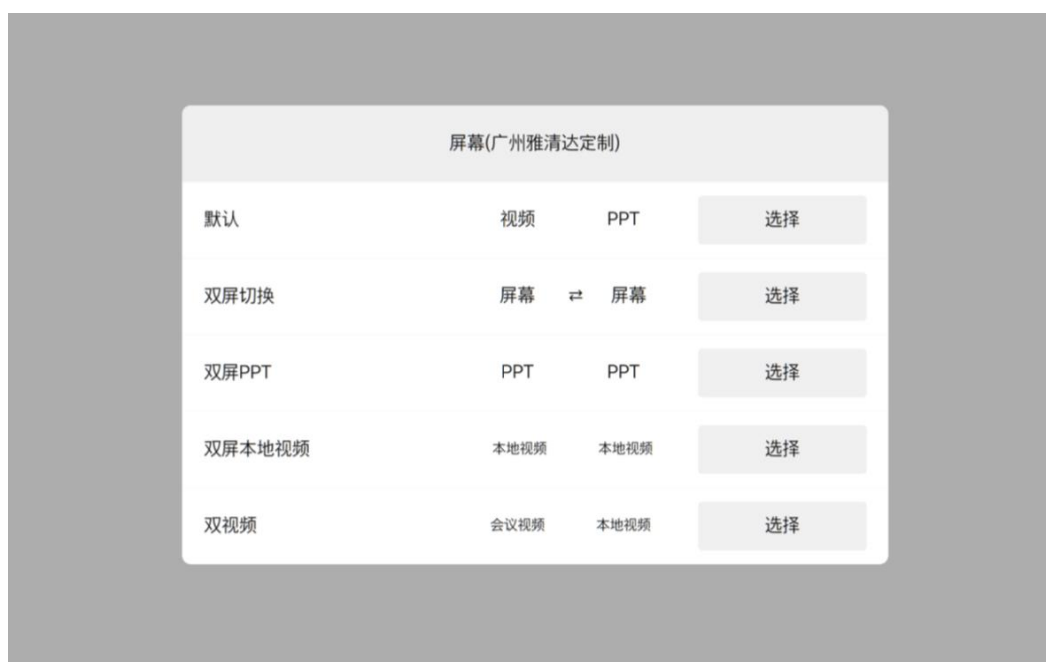 屏幕(广州雅清达定制)
默认 视频 PPT 选择
双屏切换 屏幕 ⇄ 屏幕 选择
双屏PPT PPT PPT 选择
双屏本地视频 本地视频 本地视频 选择
双视频 会议视频 本地视频 选择